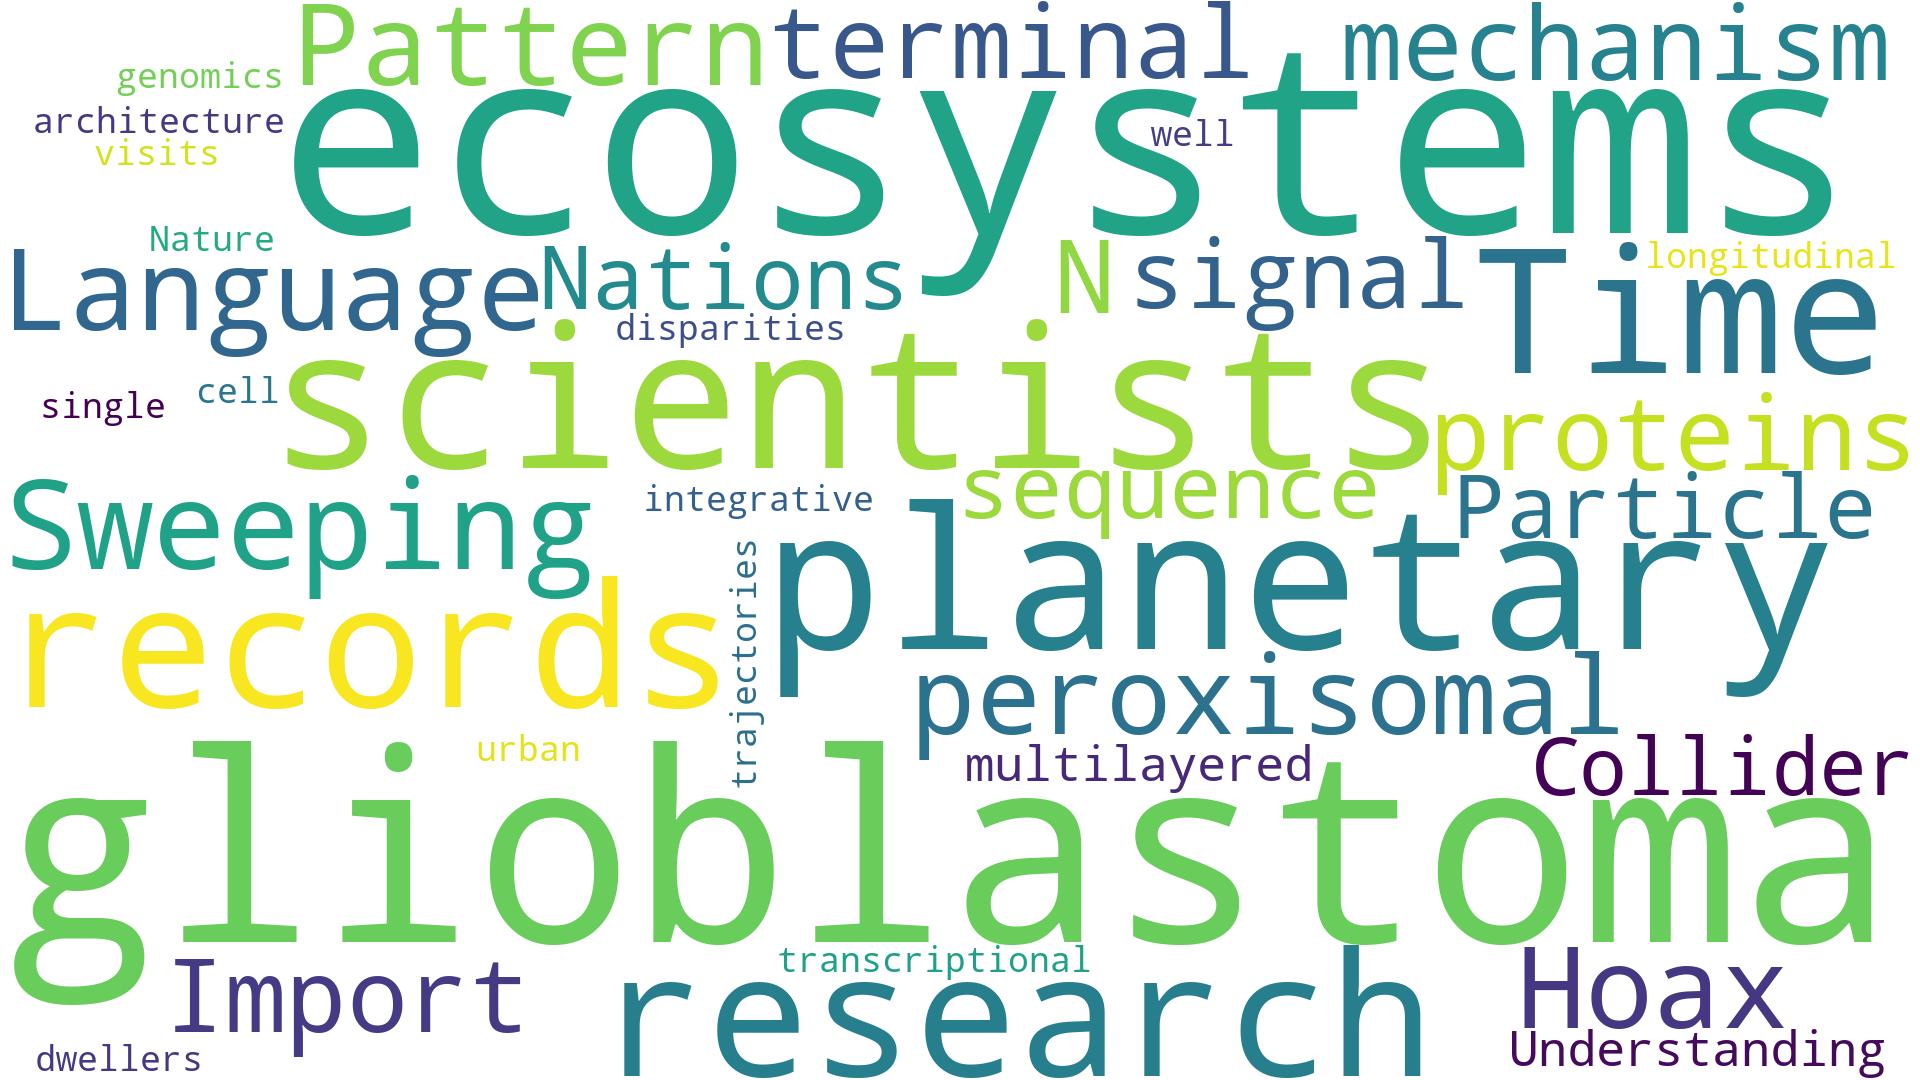 Pattern
terminal
mechanism
genomics
architecture
visits
ecosystems
well
Nature
Language
Nations
N
signal
Time
longitudinal
disparities
scientists
single
cell
proteins
sequence
Particle
Sweeping
integrative
planetary
trajectories
records
peroxisomal
urban
multilayered
Collider
glioblastoma
Import
transcriptional
research
Hoax
Understanding
dwellers